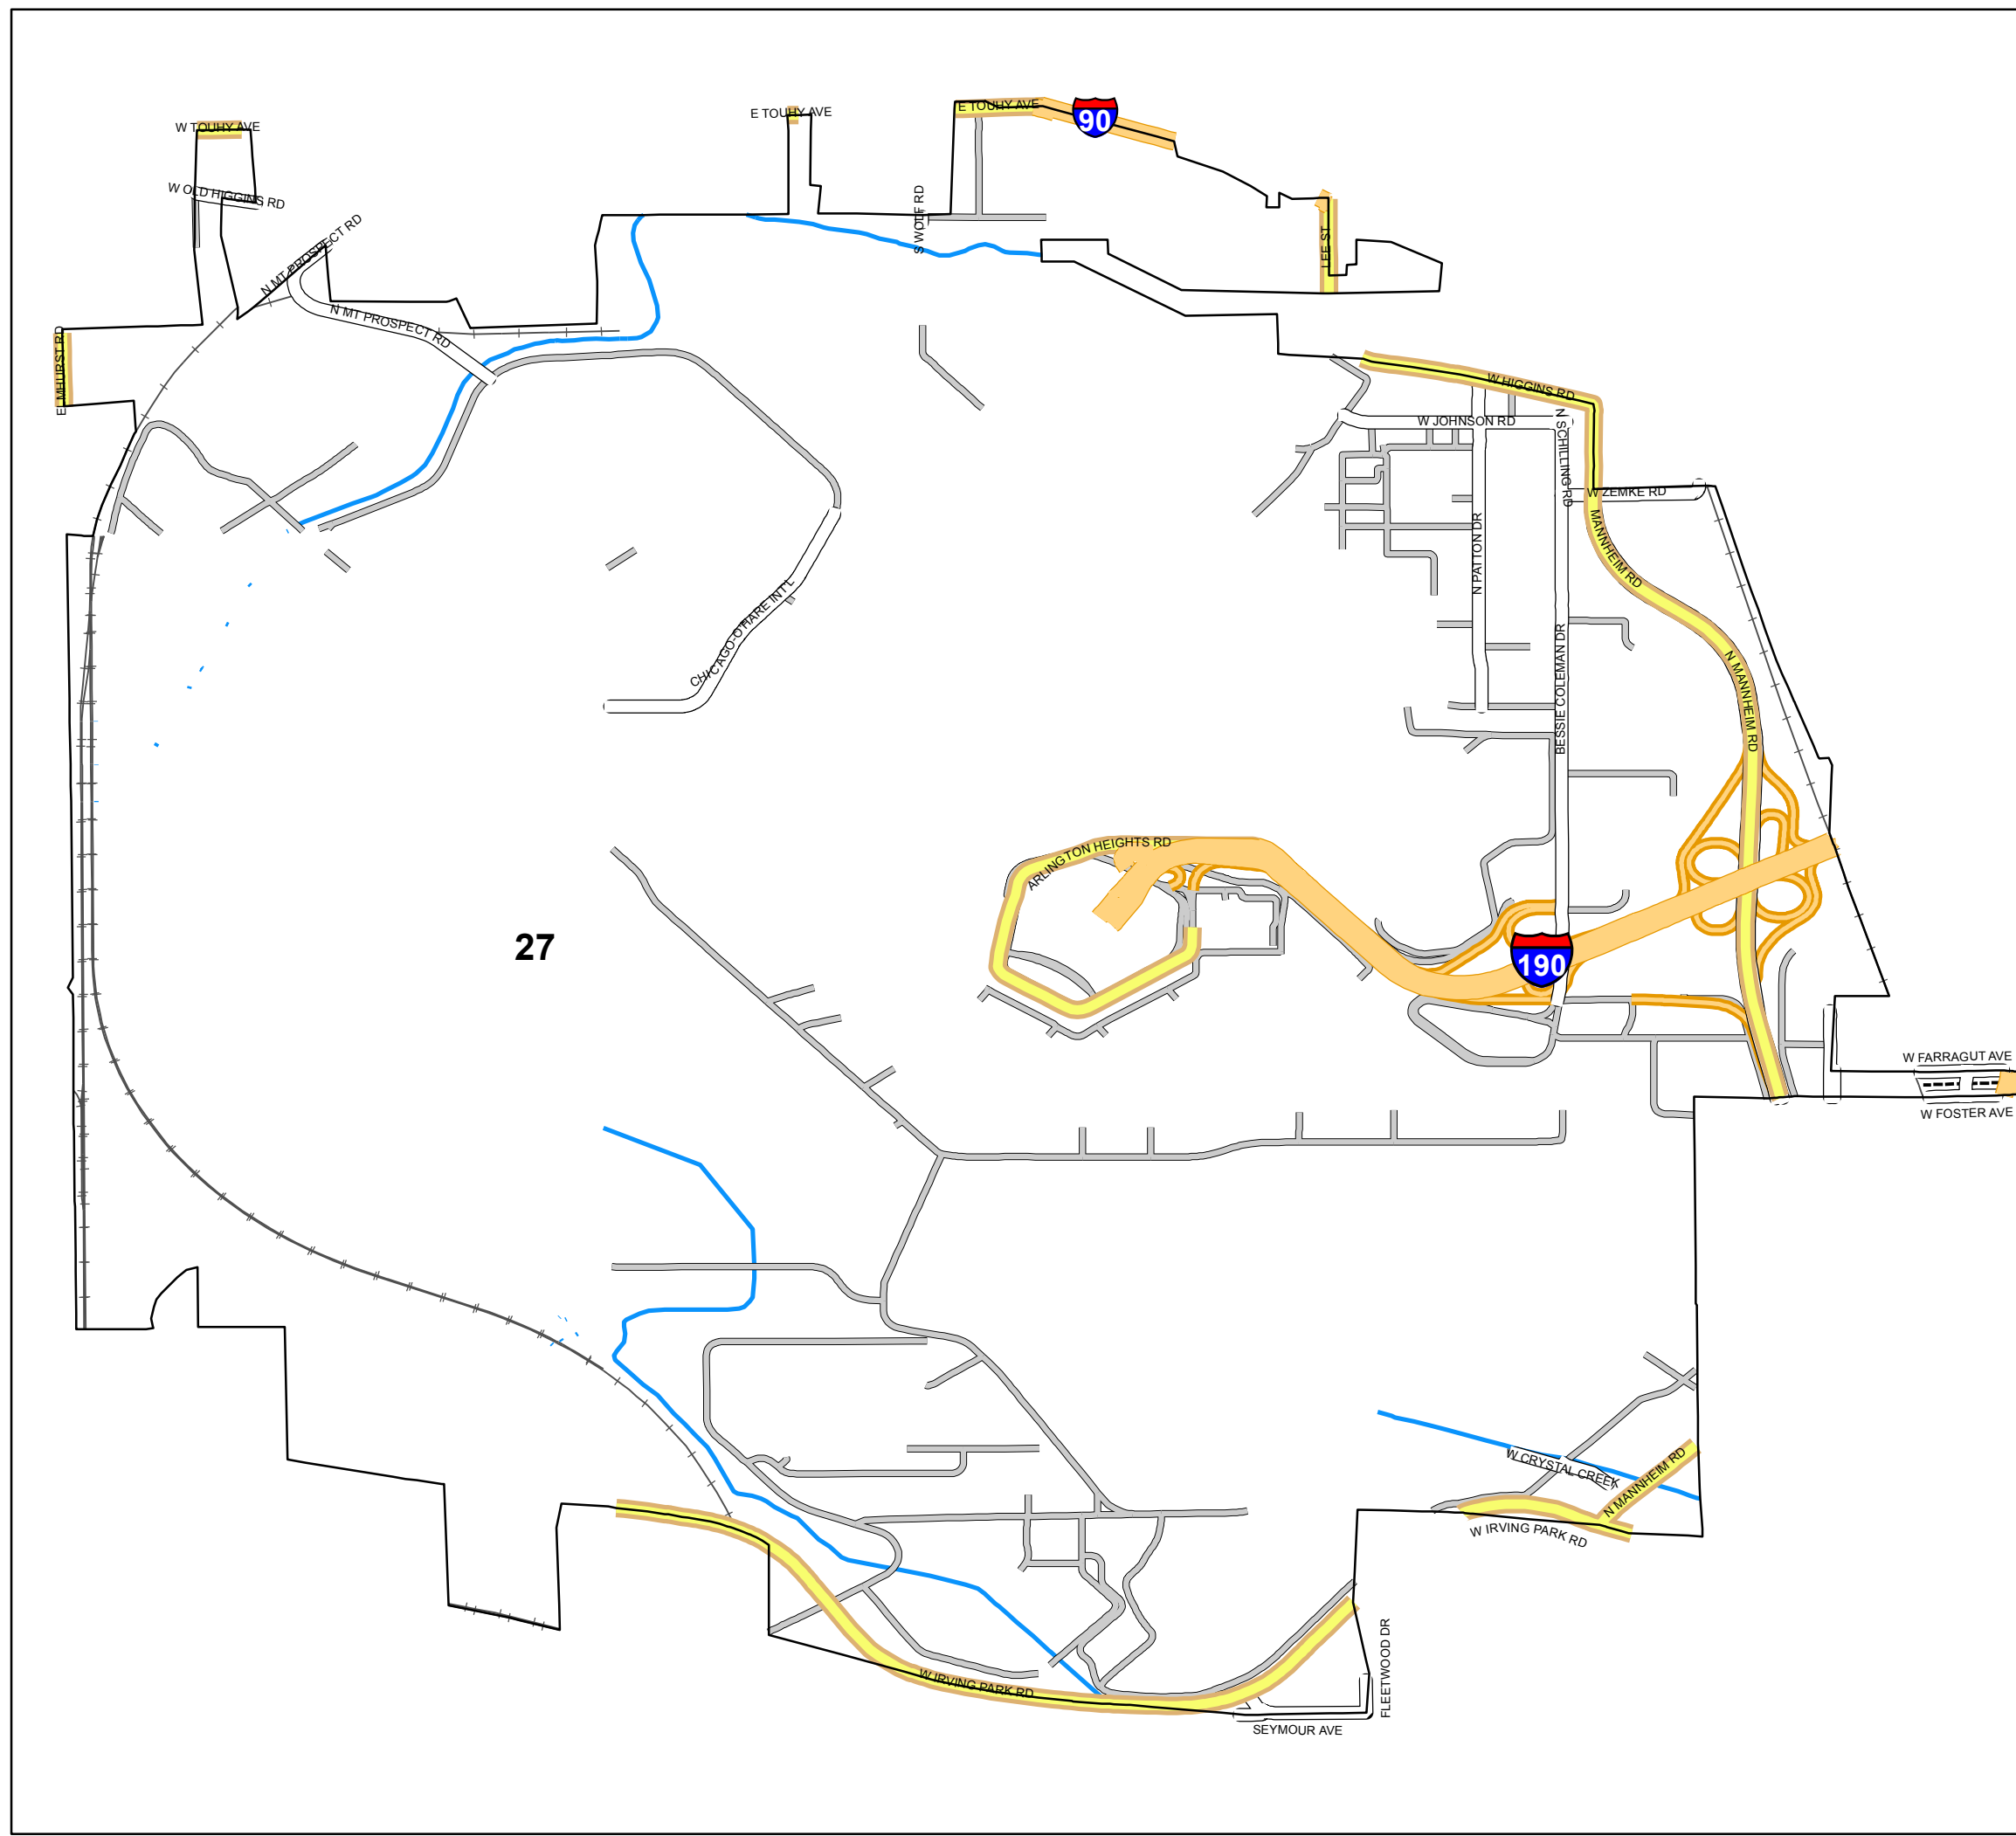 E TOUHY AVE
90
E TOUHY AVE
W TOUHY AVE
W OLD HIGGINS RD
S WOLF RD
N MT PROSPECT RD
LEE ST
N MT PROSPECT RD
ELMHURST RD
W HIGGINS RD
W JOHNSON RD
N SCHILLING RD
W ZEMKE RD
MANNHEIM RD
N PATTON DR
CHICAGO-O'HARE INT'L
BESSIE COLEMAN DR
N MANNHEIM RD
ARLINGTON HEIGHTS RD
27
190
W FARRAGUT AVE
W FOSTER AVE
W CRYSTAL CREEK
N MANNHEIM RD
W IRVING PARK RD
W IRVING PARK RD
FLEETWOOD DR
SEYMOUR AVE